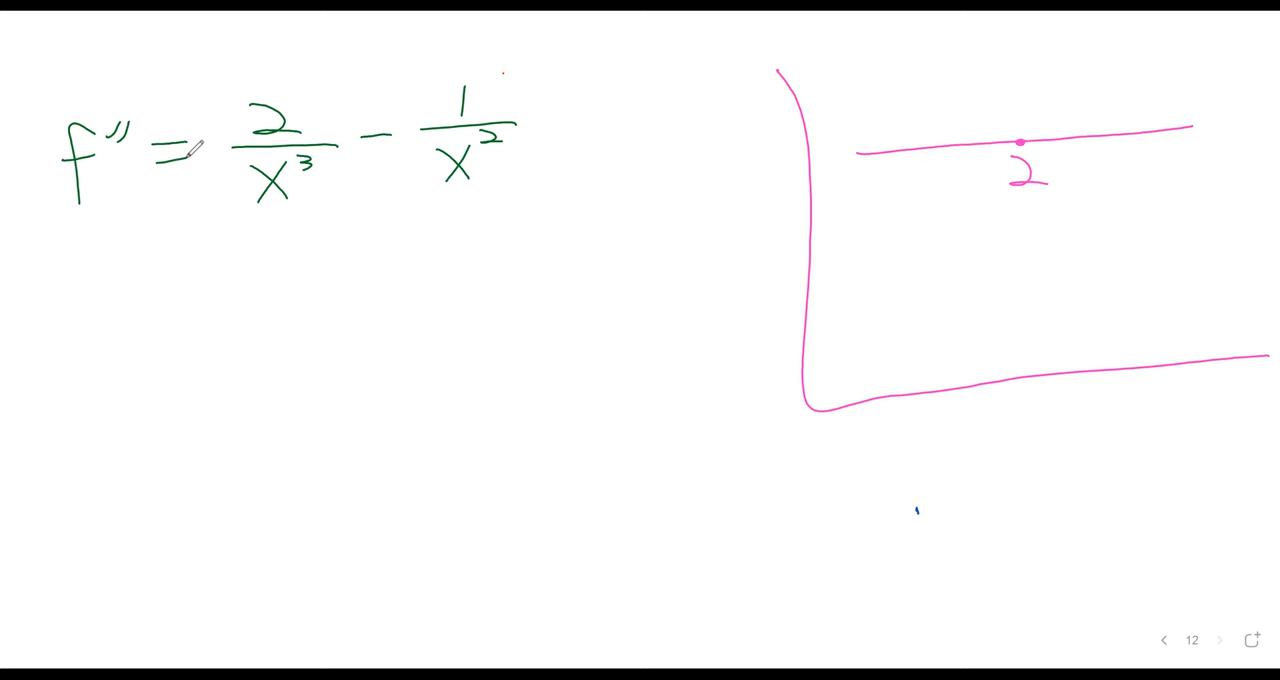 f'' = 2/x³ - 1/x²
2
12